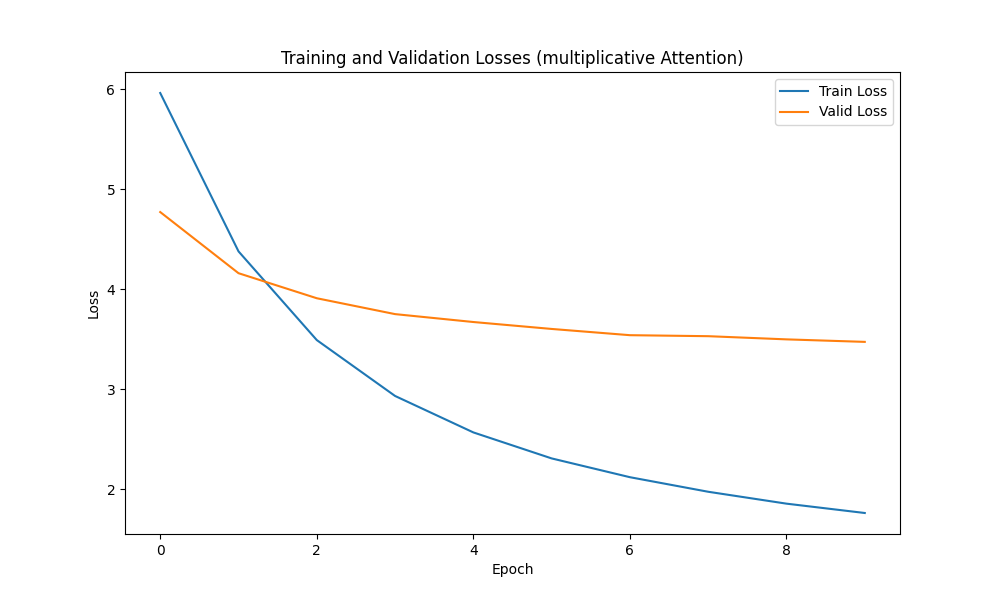 Training and Validation Losses (multiplicative Attention)
Train Loss
Valid Loss
6
5
4
3
2
Loss
0
2
4
6
8
Epoch